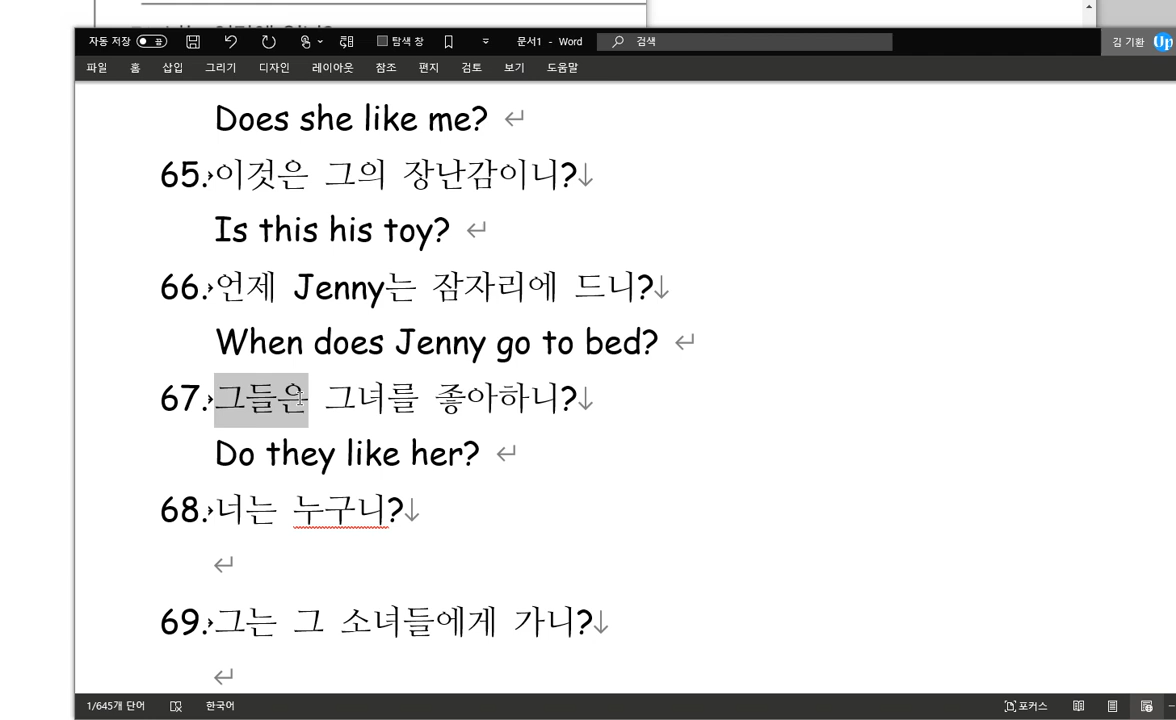 자동 저장 끔 탐색 창 문서1 - Word 검색 김 기환 Up
파일 홈 삽입 그리기 디자인 레이아웃 참조 편지 검토 보기 도움말
Does she like me?
65. 이것은 그의 장난감이니?
Is this his toy?
66. 언제 Jenny는 잠자리에 드니?
When does Jenny go to bed?
67. 그들은 그녀를 좋아하니?
Do they like her?
68. 너는 누구니?
69. 그는 그 소녀들에게 가니?
1/645개 단어 한국어 포커스